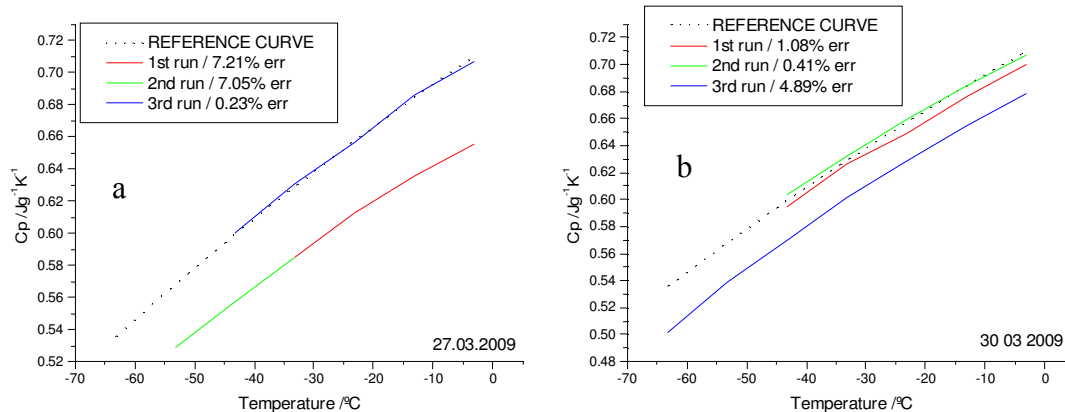 REFERENCE CURVE
1st run / 7.21% err
2nd run / 7.05% err
3rd run / 0.23% err
0.72
0.70
0.68
0.66
0.64
0.62
0.60
0.58
0.56
0.54
0.52
Cp /Jg⁻¹K⁻¹
a
27.03.2009
-70 -60 -50 -40 -30 -20 -10 0
Temperature /ºC
REFERENCE CURVE
1st run / 1.08% err
2nd run / 0.41% err
3rd run / 4.89% err
0.72
0.70
0.68
0.66
0.64
0.62
0.60
0.58
0.56
0.54
0.52
0.50
0.48
Cp /Jg⁻¹K⁻¹
b
30 03 2009
-70 -60 -50 -40 -30 -20 -10 0
Temperature /ºC